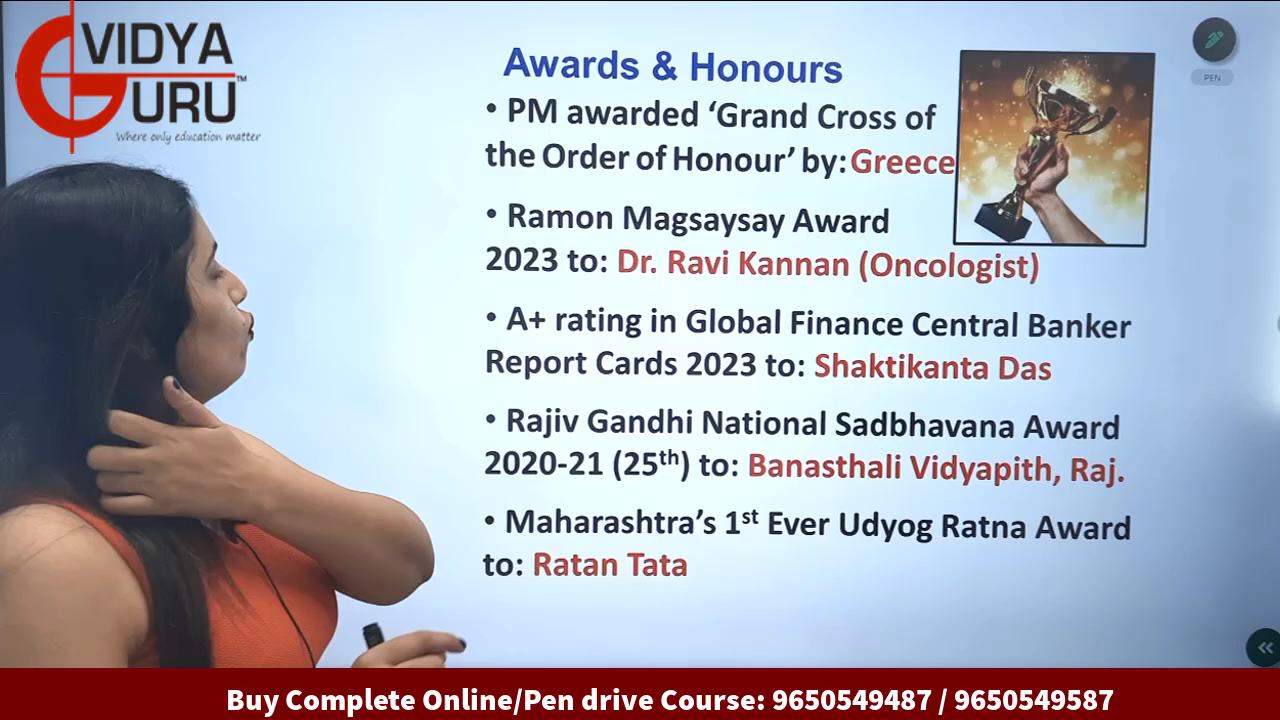 VIDYA
GURU™
Where only education matter
PEN
Awards & Honours
• PM awarded ‘Grand Cross of
the Order of Honour’ by: Greece
• Ramon Magsaysay Award
2023 to: Dr. Ravi Kannan (Oncologist)
• A+ rating in Global Finance Central Banker
Report Cards 2023 to: Shaktikanta Das
• Rajiv Gandhi National Sadbhavana Award
2020-21 (25th) to: Banasthali Vidyapith, Raj.
• Maharashtra’s 1st Ever Udyog Ratna Award
to: Ratan Tata
Buy Complete Online/Pen drive Course: 9650549487 / 9650549587